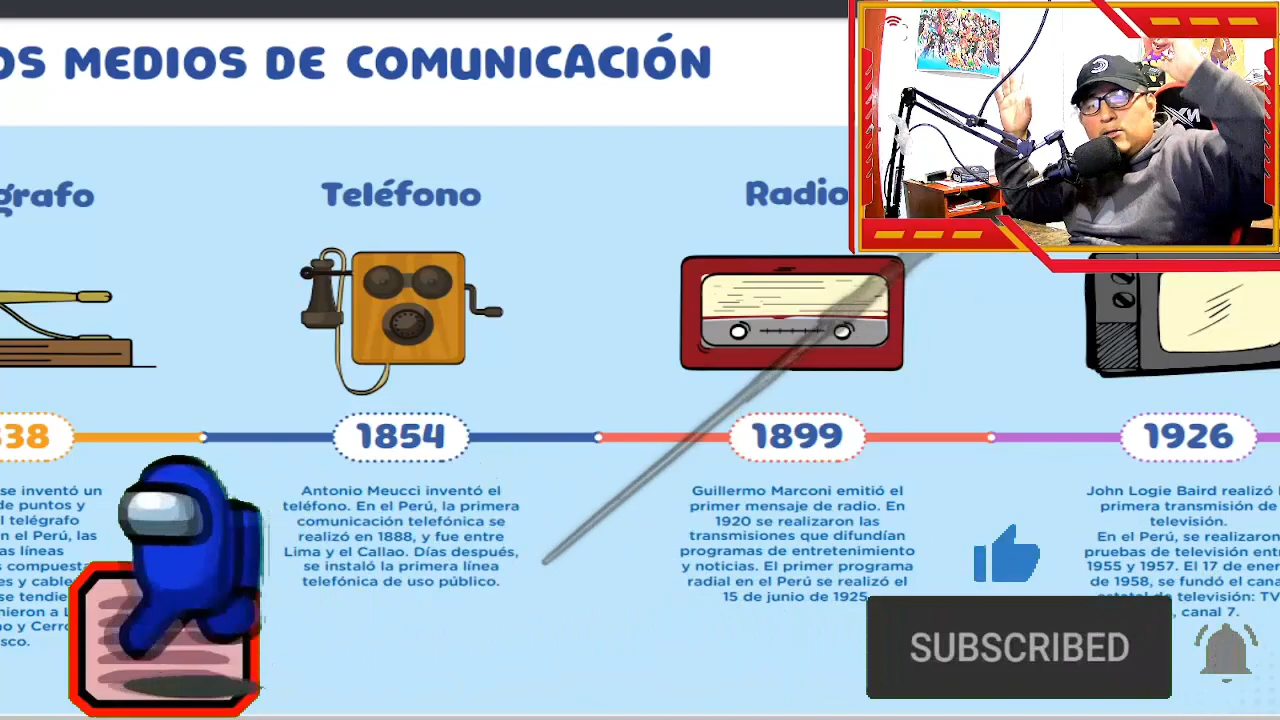 OS MEDIOS DE COMUNICACIÓN
grafo
Teléfono
Radio
38
1854
1899
1926
se inventó un
de puntos y
l telégrafo
n el Perú, las
as líneas
compuest
es y cable
se tendie
nieron a L
no y Cerro
sco.
Antonio Meucci inventó el
teléfono. En el Perú, la primera
comunicación telefónica se
realizó en 1888, y fue entre
Lima y el Callao. Días después,
se instaló la primera línea
telefónica de uso público.
Guillermo Marconi emitió el
primer mensaje de radio. En
1920 se realizaron las
transmisiones que difundían
programas de entretenimiento
y noticias. El primer programa
radial en el Perú se realizó el
15 de junio de 1925
John Logie Baird realizó l
primera transmisión de
televisión.
En el Perú, se realizaron
pruebas de televisión entr
1955 y 1957. El 17 de ener
de 1958, se fundó el cana
estatal de televisión: TV
, canal 7.
SUBSCRIBED